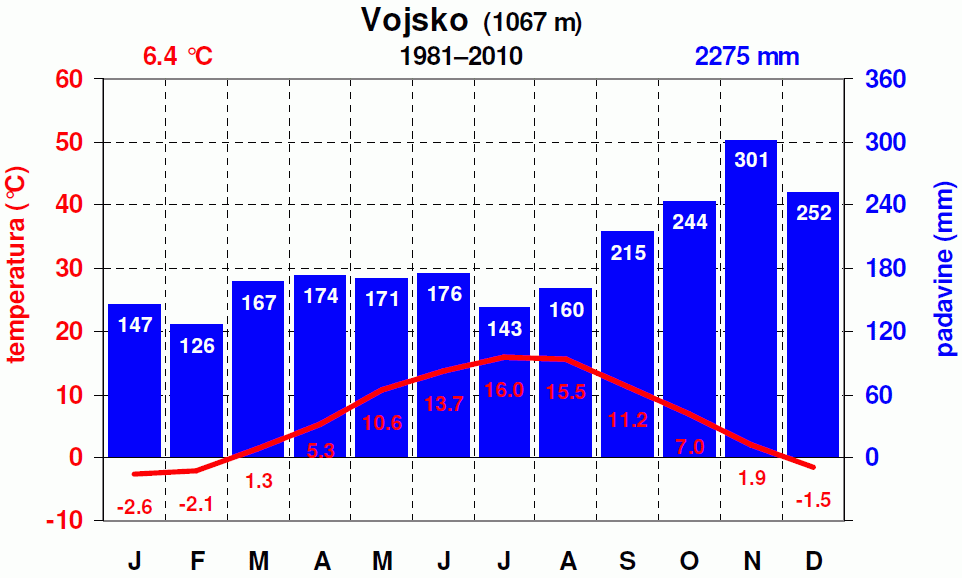 Vojsko (1067 m)
6.4 °C 1981–2010 2275 mm
60 360
50 300
40 240
30 180
20 120
10 60
0 0
-10
temperatura (°C)
padavine (mm)
147 126 167 174 171 176 143 160 215 244 301 252
-2.6 -2.1 1.3 5.3 10.6 13.7 16.0 15.5 11.2 7.0 1.9 -1.5
J F M A M J J A S O N D